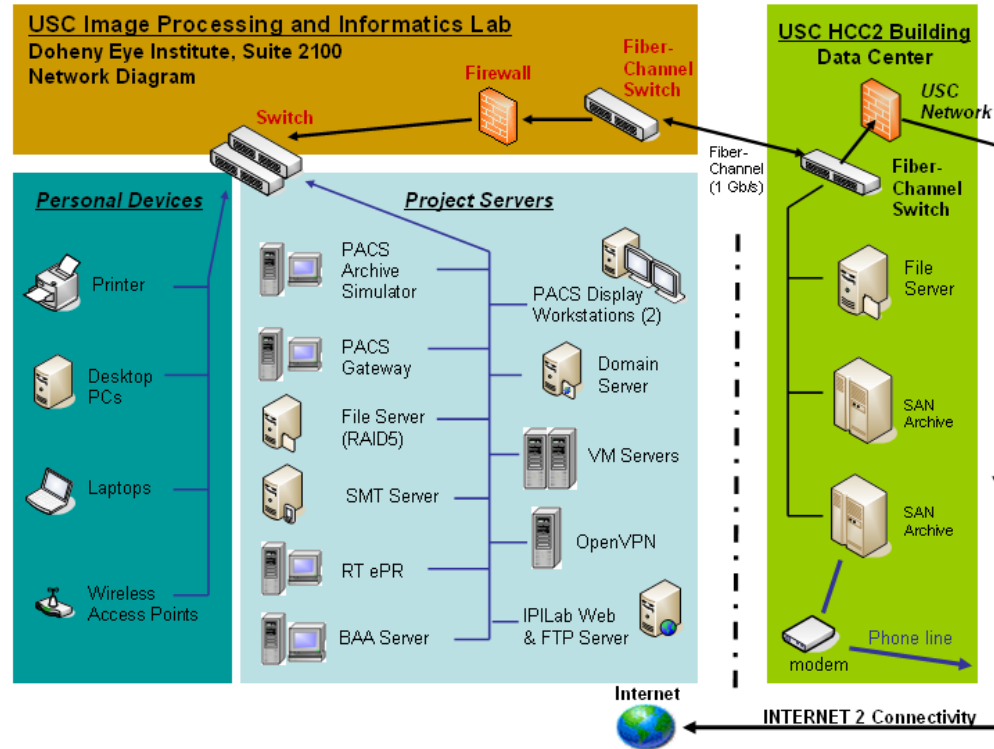 USC Image Processing and Informatics Lab
Doheny Eye Institute, Suite 2100
Network Diagram
Firewall
Fiber-
Channel
Switch
Switch
USC HCC2 Building
Data Center
USC
Network
Fiber-
Channel
(1 Gb/s)
Fiber-
Channel
Switch
Personal Devices
Printer
Desktop
PCs
Laptops
Wireless
Access Points
Project Servers
PACS
Archive
Simulator
PACS
Gateway
File Server
(RAID5)
SMT Server
RT ePR
BAA Server
PACS Display
Workstations (2)
Domain
Server
VM Servers
OpenVPN
IPILab Web
& FTP Server
File
Server
SAN
Archive
SAN
Archive
modem
Phone line
Internet
INTERNET 2 Connectivity